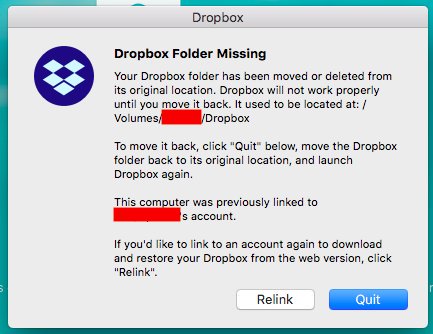 Dropbox
Dropbox Folder Missing
Your Dropbox folder has been moved or deleted from
its original location. Dropbox will not work properly
until you move it back. It used to be located at: /
Volumes/ /Dropbox
To move it back, click "Quit" below, move the Dropbox
folder back to its original location, and launch
Dropbox again.
This computer was previously linked to
's account.
If you'd like to link to an account again to download
and restore your Dropbox from the web version, click
"Relink".
Relink Quit